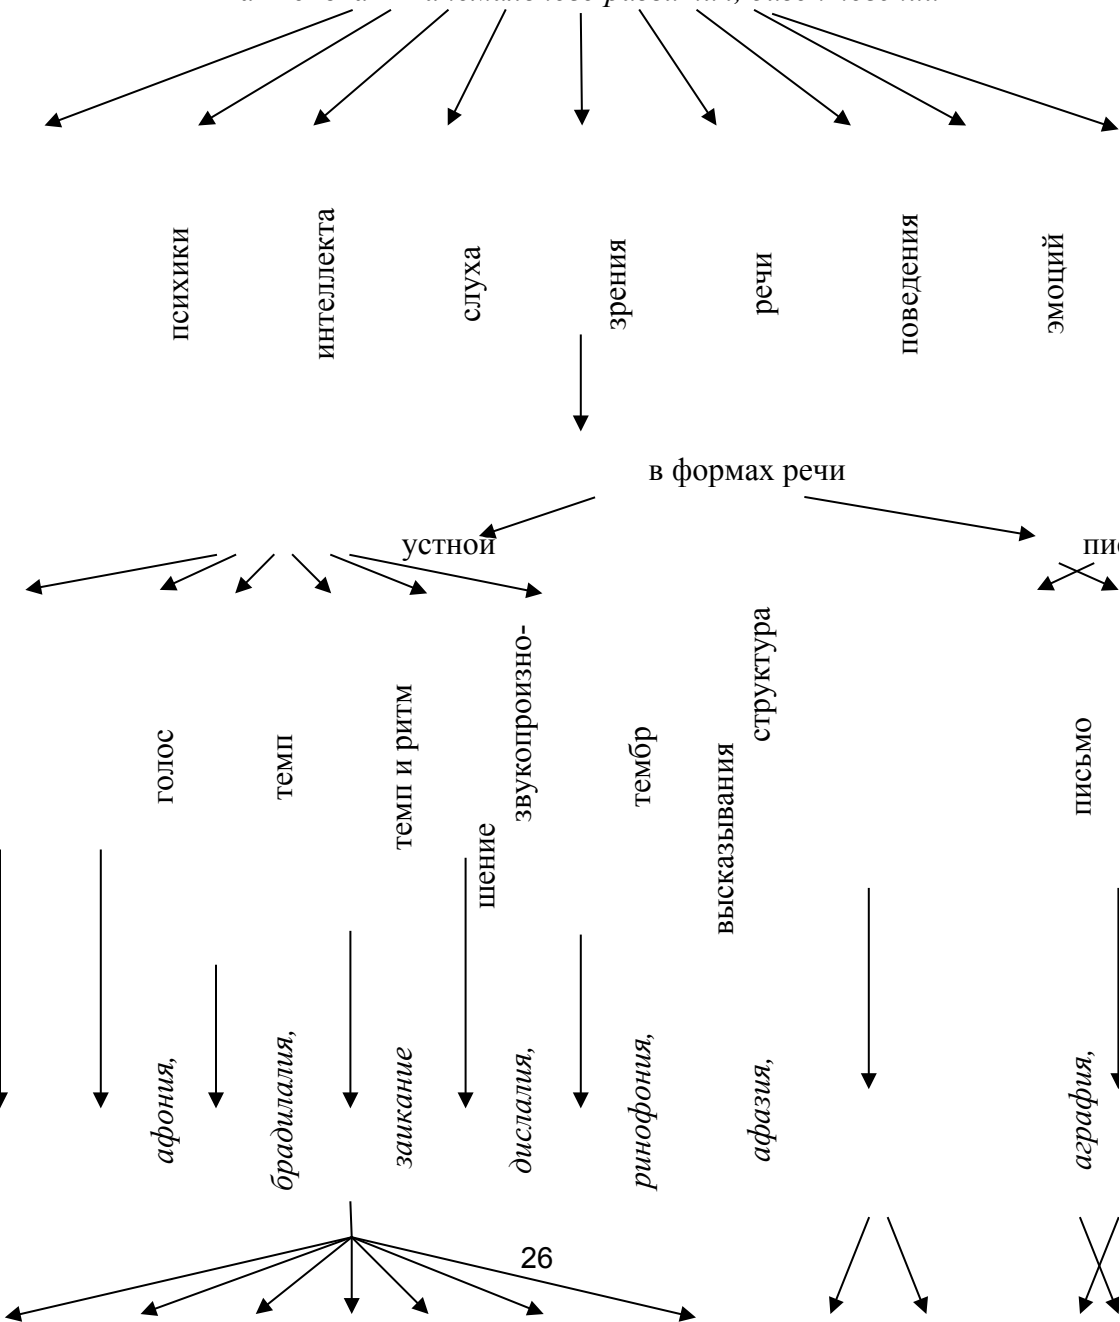 психики
интеллекта
слуха
зрения
речи
поведения
эмоций
в формах речи
устной
голос
темп
темп и ритм
звукопроизно-
шение
тембр
структура
высказывания
письмо
афония,
брадилалия,
заикание
дислалия,
ринофония,
афазия,
аграфия,
26